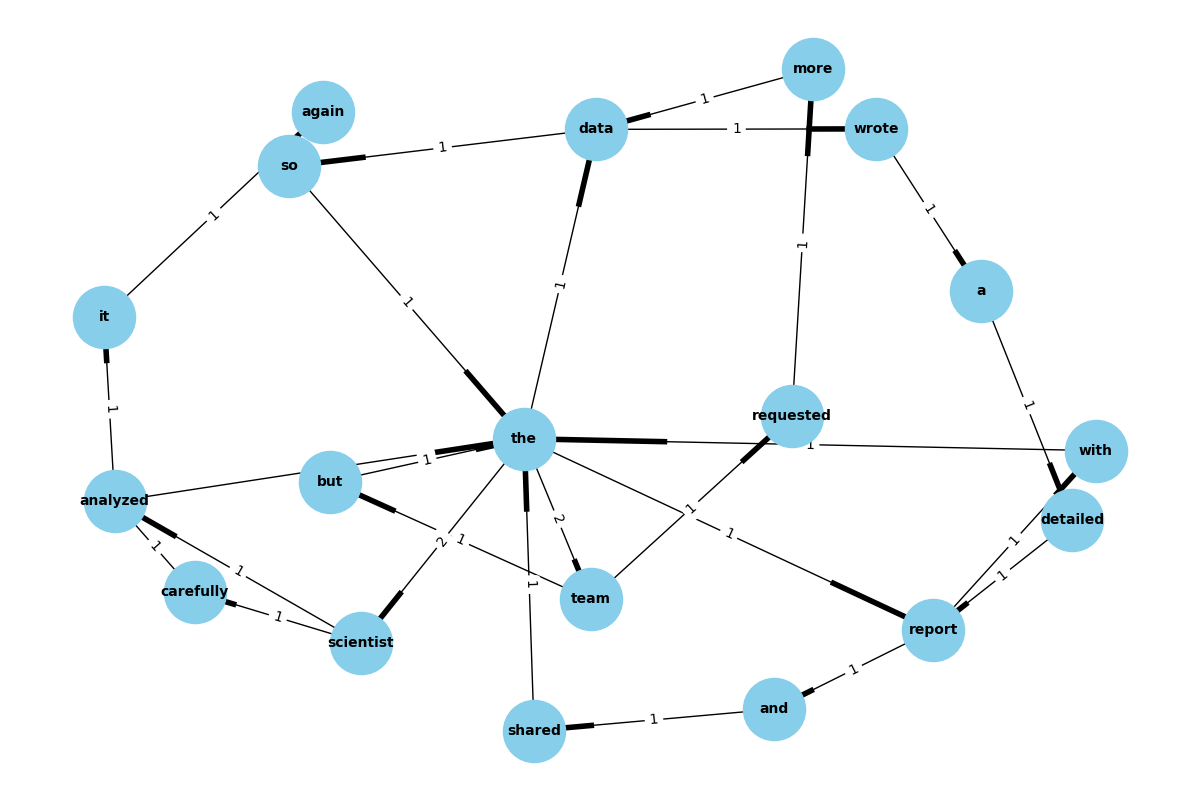 more
again
1
data
1
wrote
so
1
1
1
1
a
1
1
it
1
1
1
requested
the
1
with
1
but
analyzed
2
1
detailed
1
1
1
2
1
1
1
1
carefully
team
1
scientist
report
1
and
1
shared